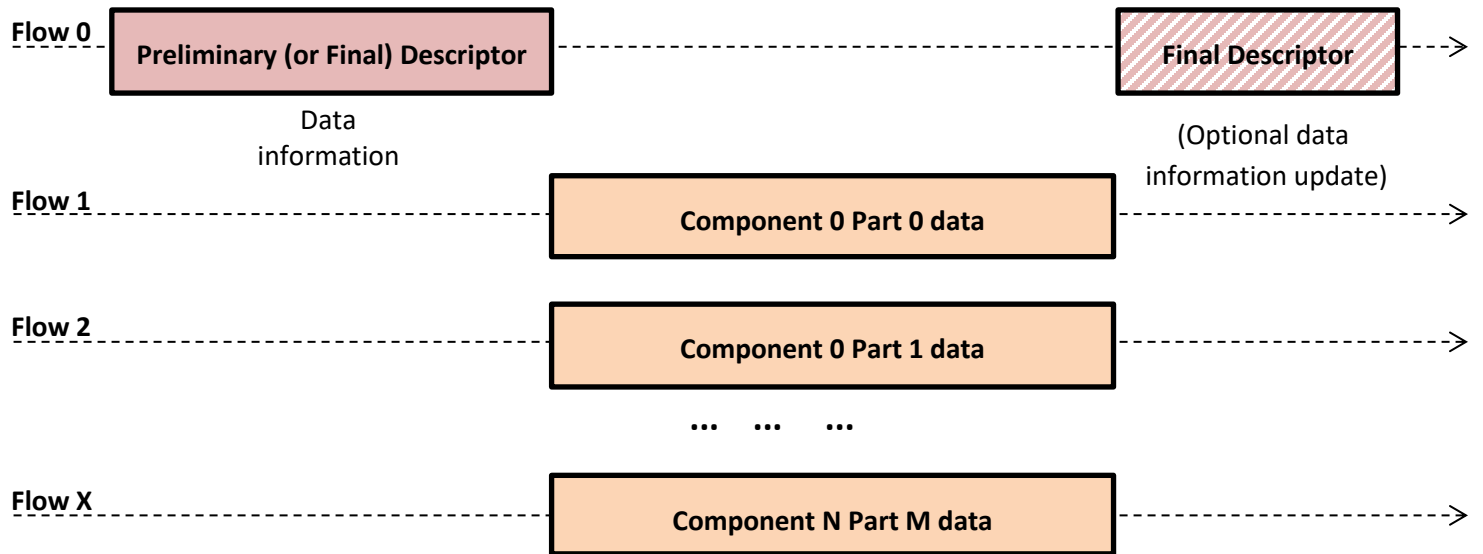 Flow 0
Preliminary (or Final) Descriptor
Final Descriptor
Data
information
(Optional data
information update)
Flow 1
Component 0 Part 0 data
Flow 2
Component 0 Part 1 data
... ... ...
Flow X
Component N Part M data